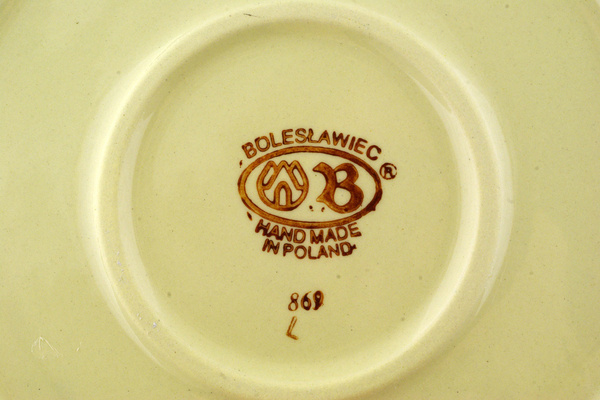 BOLESŁAWIEC
B ®
HAND MADE
IN POLAND
869
L